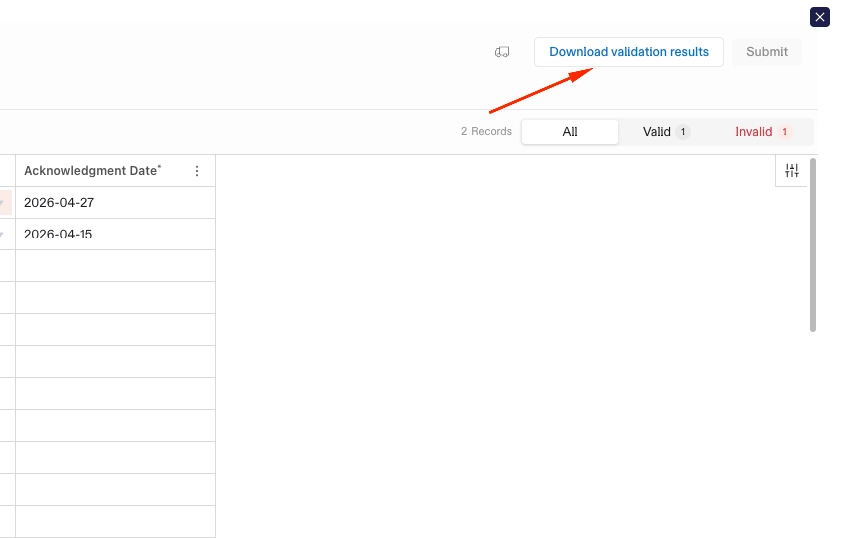 Download validation results
Submit
2 Records
All
Valid 1
Invalid 1
Acknowledgment Date*
2026-04-27
2026-04-15